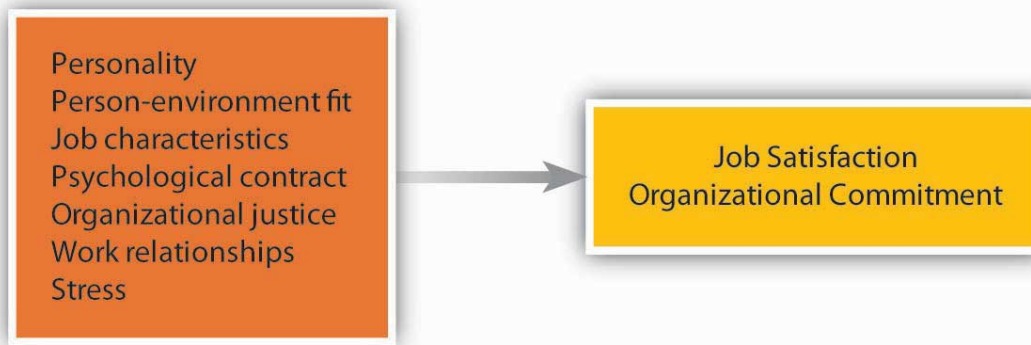 Personality
Person-environment fit
Job characteristics
Psychological contract
Organizational justice
Work relationships
Stress
Job Satisfaction
Organizational Commitment